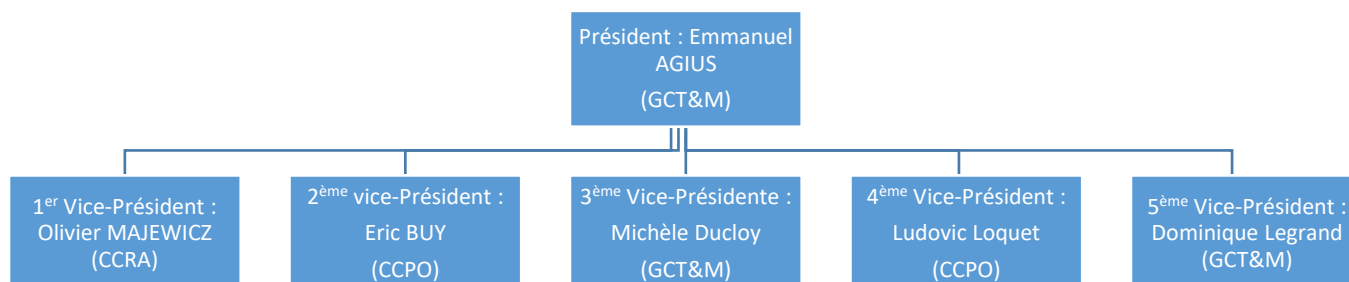 Président : Emmanuel
AGIUS
(GCT&M)
1er Vice-Président :
Olivier MAJEWICZ
(CCRA)
2ème vice-Président :
Eric BUY
(CCPO)
3ème Vice-Présidente :
Michèle Ducloy
(GCT&M)
4ème Vice-Président :
Ludovic Loquet
(CCPO)
5ème Vice-Président :
Dominique Legrand
(GCT&M)